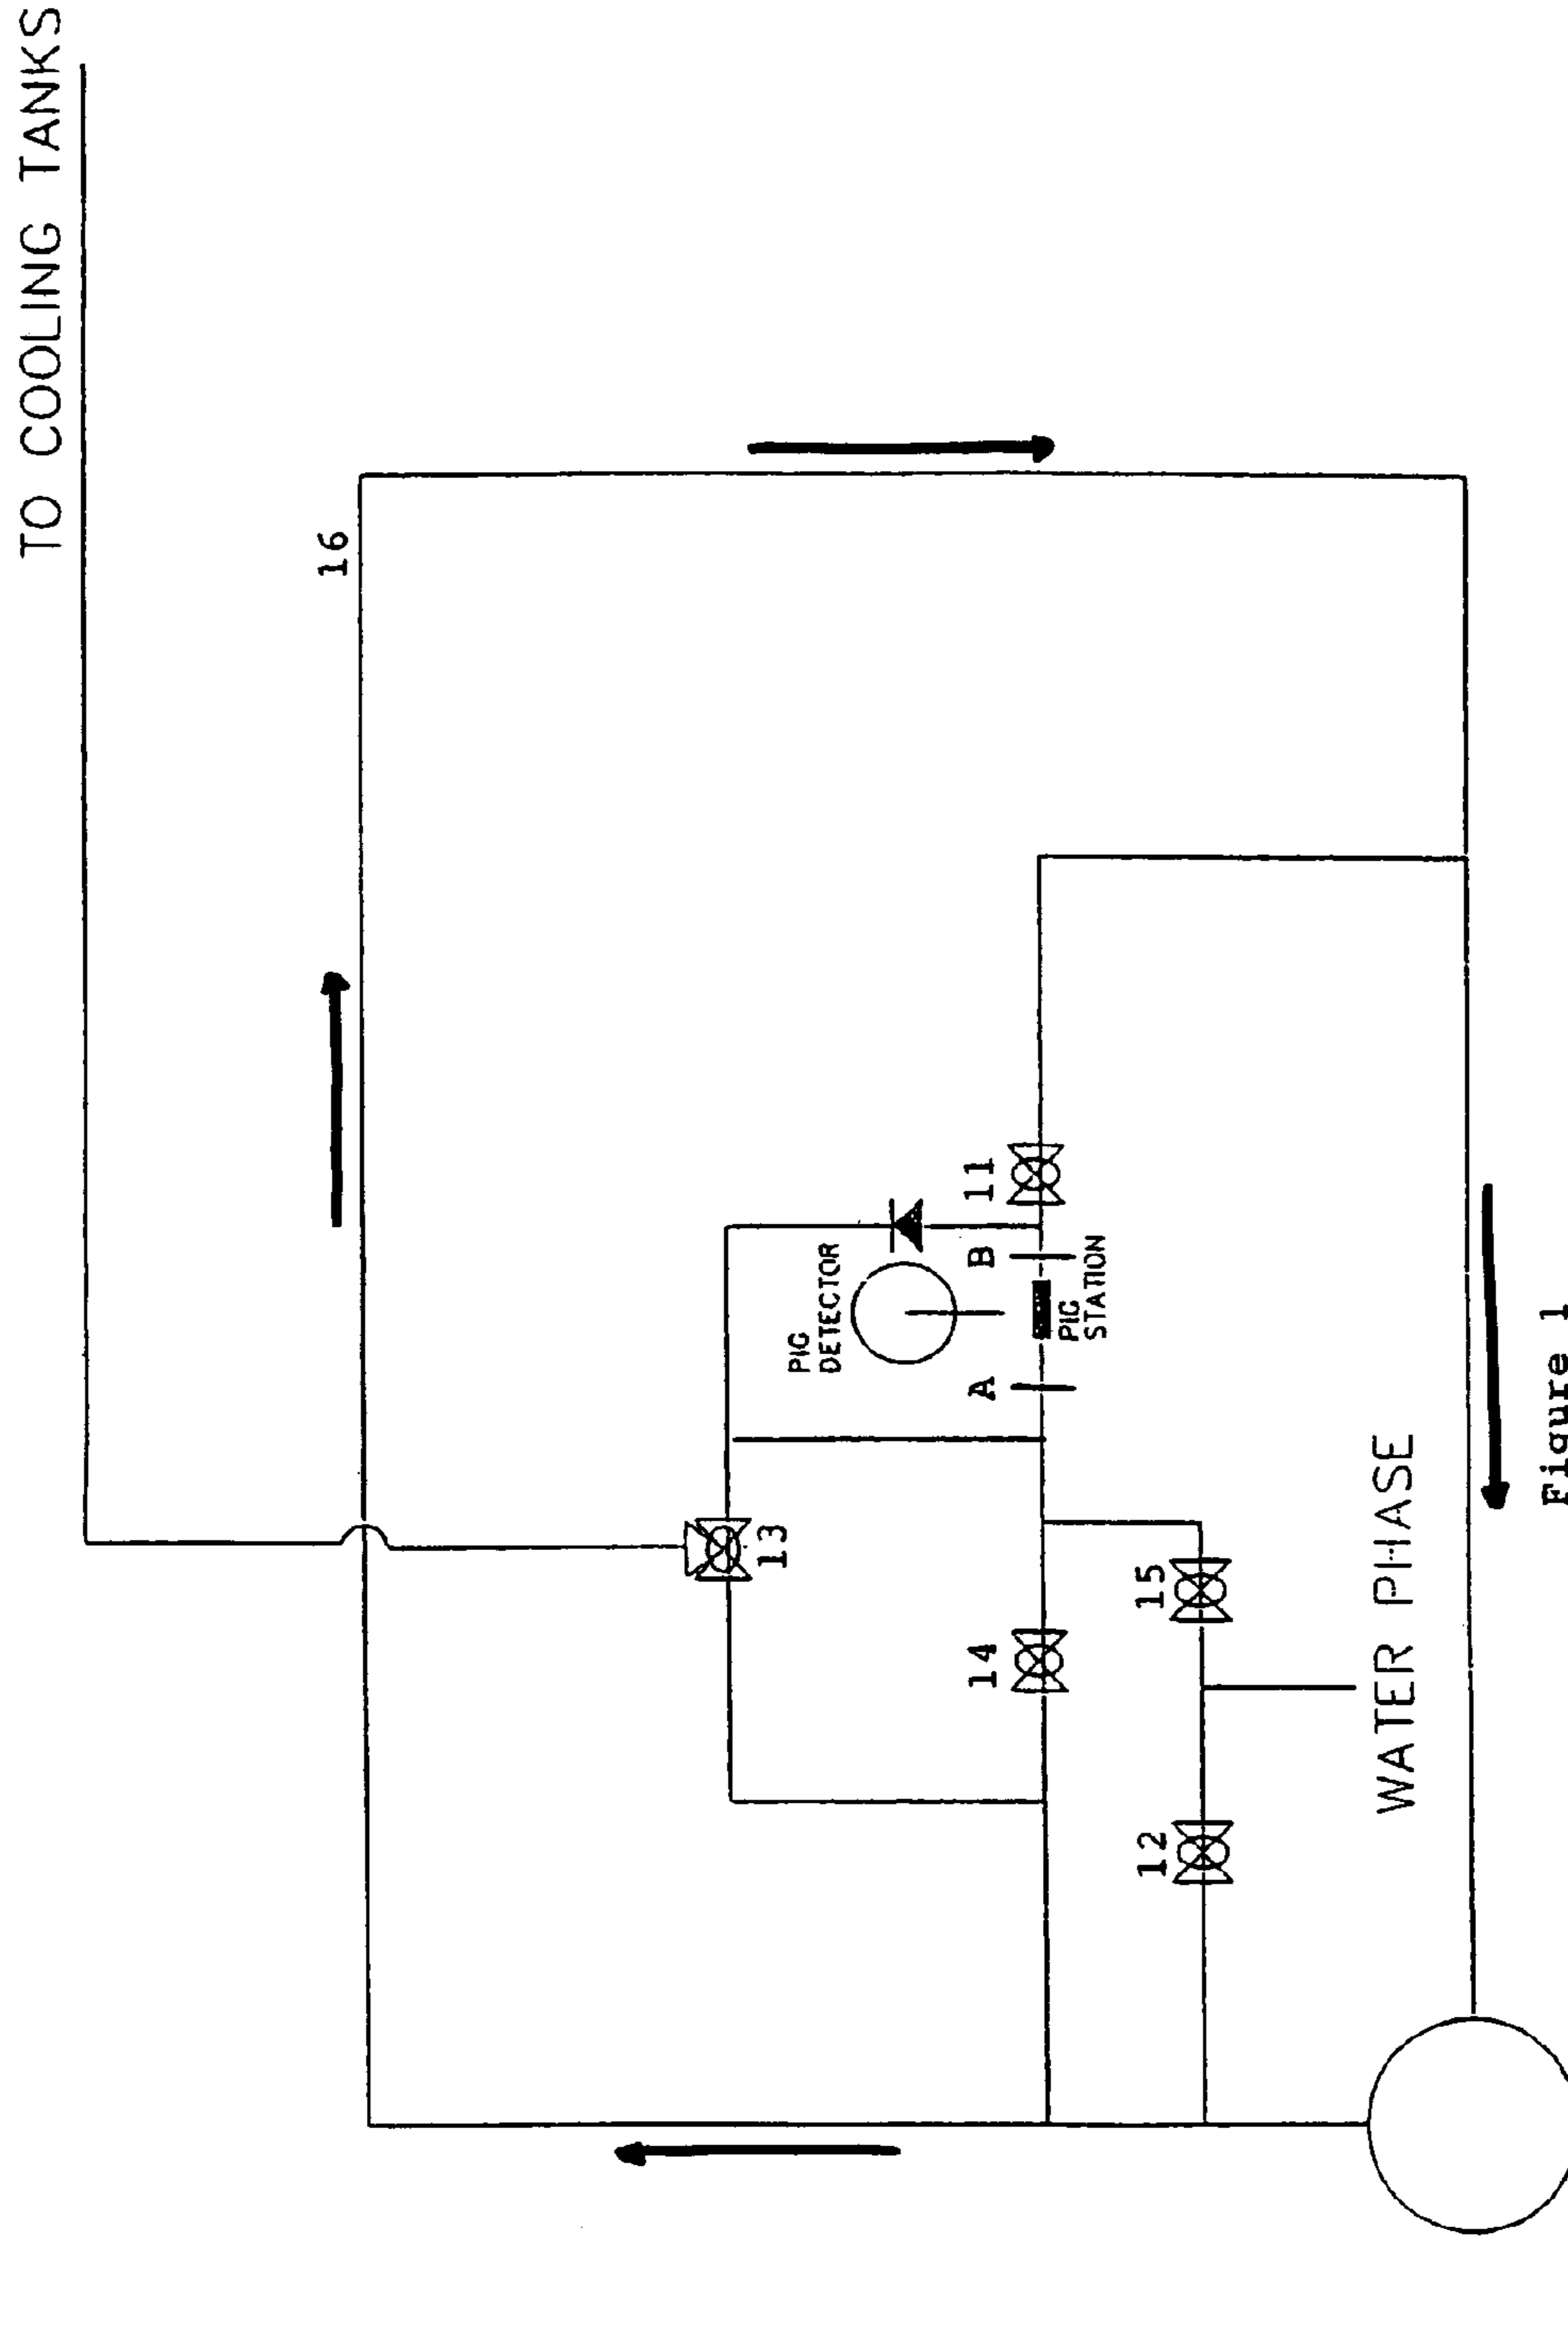 TO COOLING TANKS
16
PIG
DETECTOR
11
B
A
PIG
STATION
13
14
15
12
WATER PHASE
Figure 1